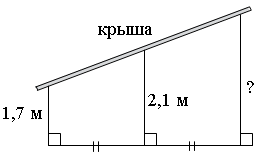 крыша
1,7 м
2,1 м
?